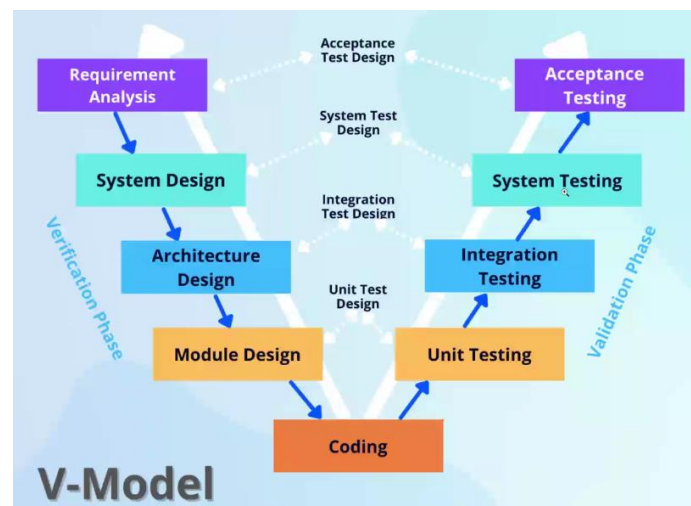 Acceptance
Test Design
Requirement
Analysis
Acceptance
Testing
System Test
Design
System Design
System Testing
Integration
Test Design
Architecture
Design
Integration
Testing
Verification Phase
Validation Phase
Unit Test
Design
Module Design
Unit Testing
Coding
V-Model